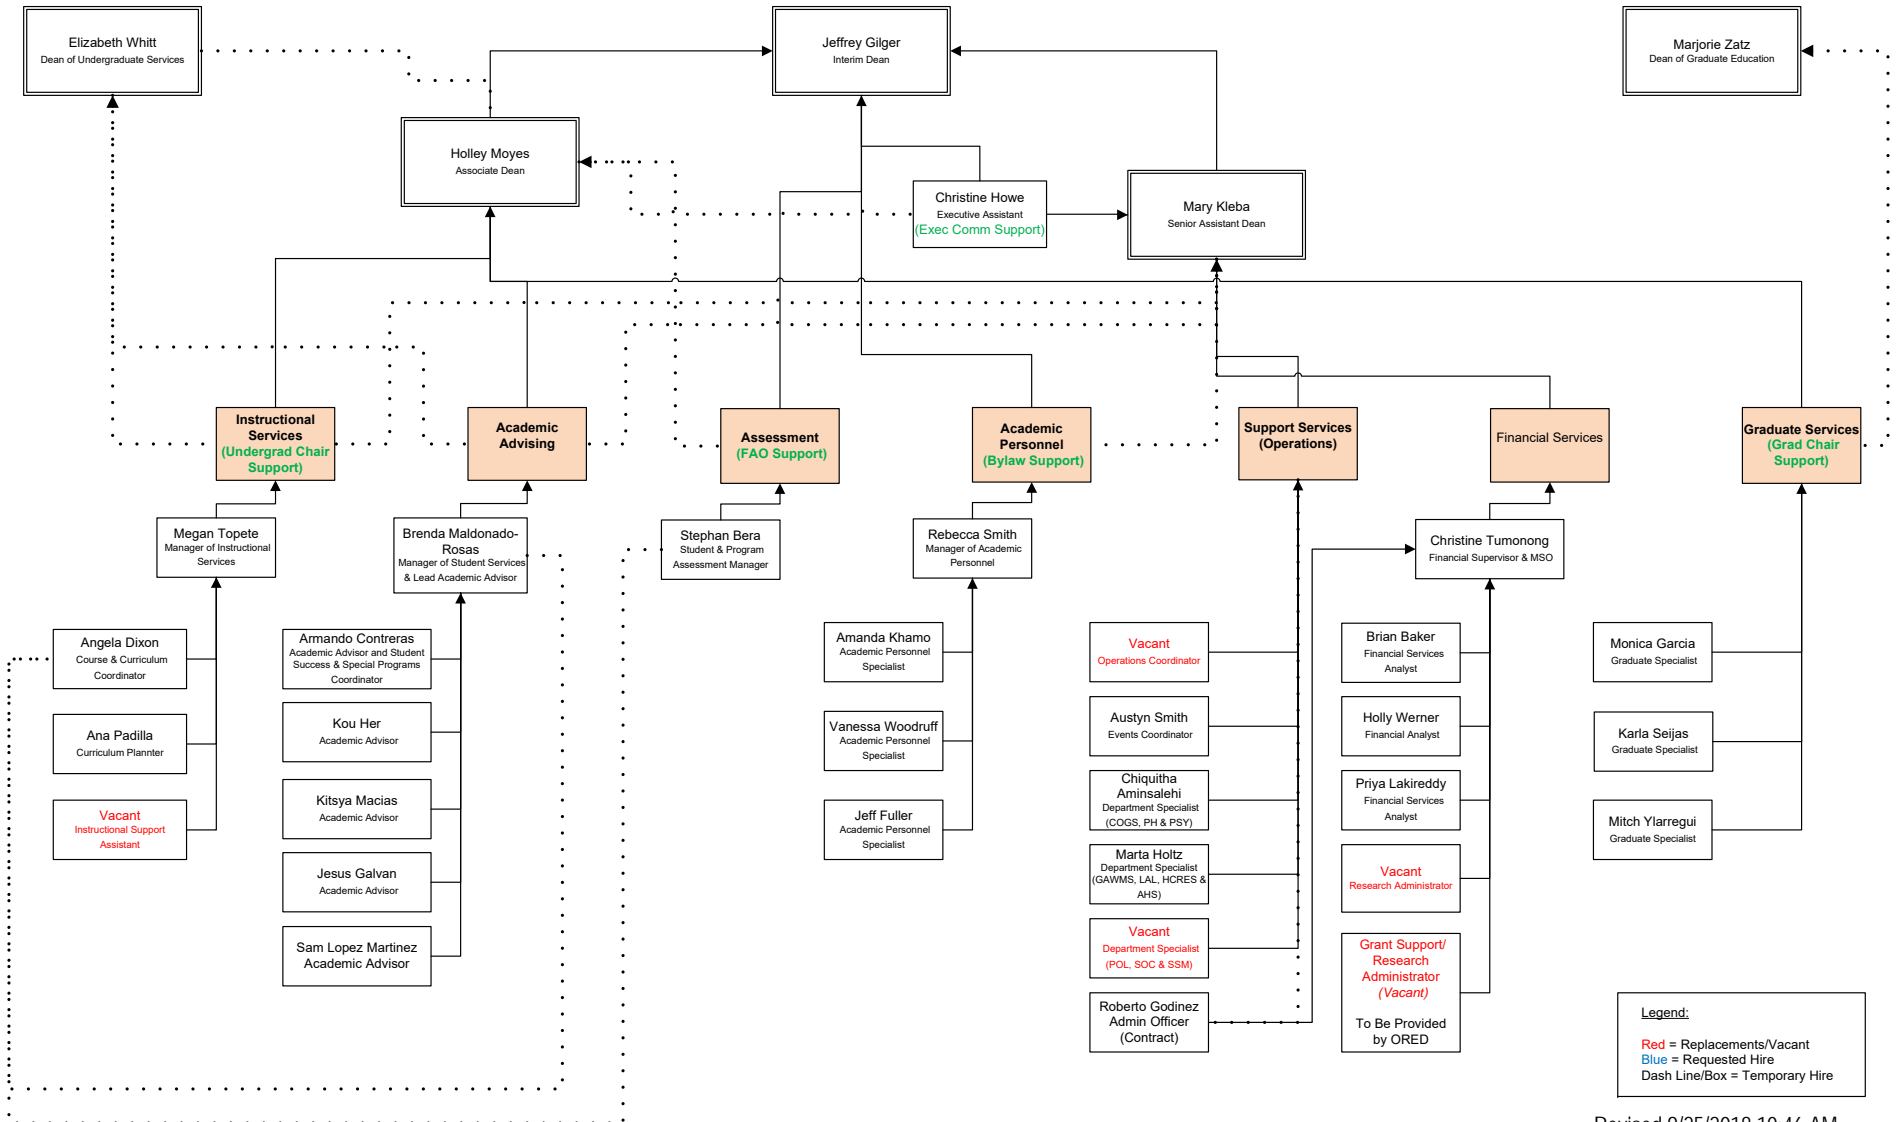 Elizabeth Whitt
Dean of Undergraduate Services
Jeffrey Gilger
Interim Dean
Marjorie Zatz
Dean of Graduate Education
Holley Moyes
Associate Dean
Christine Howe
Executive Assistant
(Exec Comm Support)
Mary Kleba
Senior Assistant Dean
Instructional
Services
(Undergrad Chair
Support)
Academic
Advising
Assessment
(FAO Support)
Academic
Personnel
(Bylaw Support)
Support Services
(Operations)
Financial Services
Graduate Services
(Grad Chair
Support)
Megan Topete
Manager of Instructional
Services
Brenda Maldonado-
Rosas
Manager of Student Services
& Lead Academic Advisor
Stephan Bera
Student & Program
Assessment Manager
Rebecca Smith
Manager of Academic
Personnel
Christine Tumonong
Financial Supervisor & MSO
Angela Dixon
Course & Curriculum
Coordinator
Ana Padilla
Curriculum Plannter
Vacant
Instructional Support
Assistant
Armando Contreras
Academic Advisor and Student
Success & Special Programs
Coordinator
Kou Her
Academic Advisor
Kitsya Macias
Academic Advisor
Jesus Galvan
Academic Advisor
Sam Lopez Martinez
Academic Advisor
Amanda Khamo
Academic Personnel
Specialist
Vanessa Woodruff
Academic Personnel
Specialist
Jeff Fuller
Academic Personnel
Specialist
Vacant
Operations Coordinator
Austyn Smith
Events Coordinator
Chiquitha
Aminsalehi
Department Specialist
(COGS, PH & PSY)
Marta Holtz
Department Specialist
(GAWMS, LAL, HCRES &
AHS)
Vacant
Department Specialist
(POL, SOC & SSM)
Roberto Godinez
Admin Officer
(Contract)
Brian Baker
Financial Services
Analyst
Holly Werner
Financial Analyst
Priya Lakireddy
Financial Services
Analyst
Vacant
Research Administrator
Grant Support/
Research
Administrator
(Vacant)
To Be Provided
by ORED
Monica Garcia
Graduate Specialist
Karla Seijas
Graduate Specialist
Mitch Ylarregui
Graduate Specialist
Legend:
Red = Replacements/Vacant
Blue = Requested Hire
Dash Line/Box = Temporary Hire
Revised 9/25/2018 10:46 AM